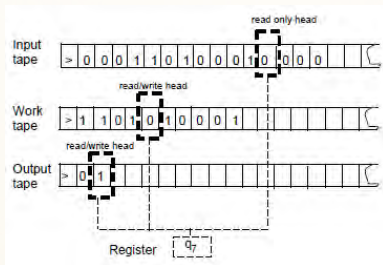 read only head
Input tape
> 0 0 0 1 1 0 1 0 0 0 1 0 0 0 0
read/write head
Work tape
> 1 1 0 1 0 1 0 0 0 1
read/write head
Output tape
> 0 1
Register q7